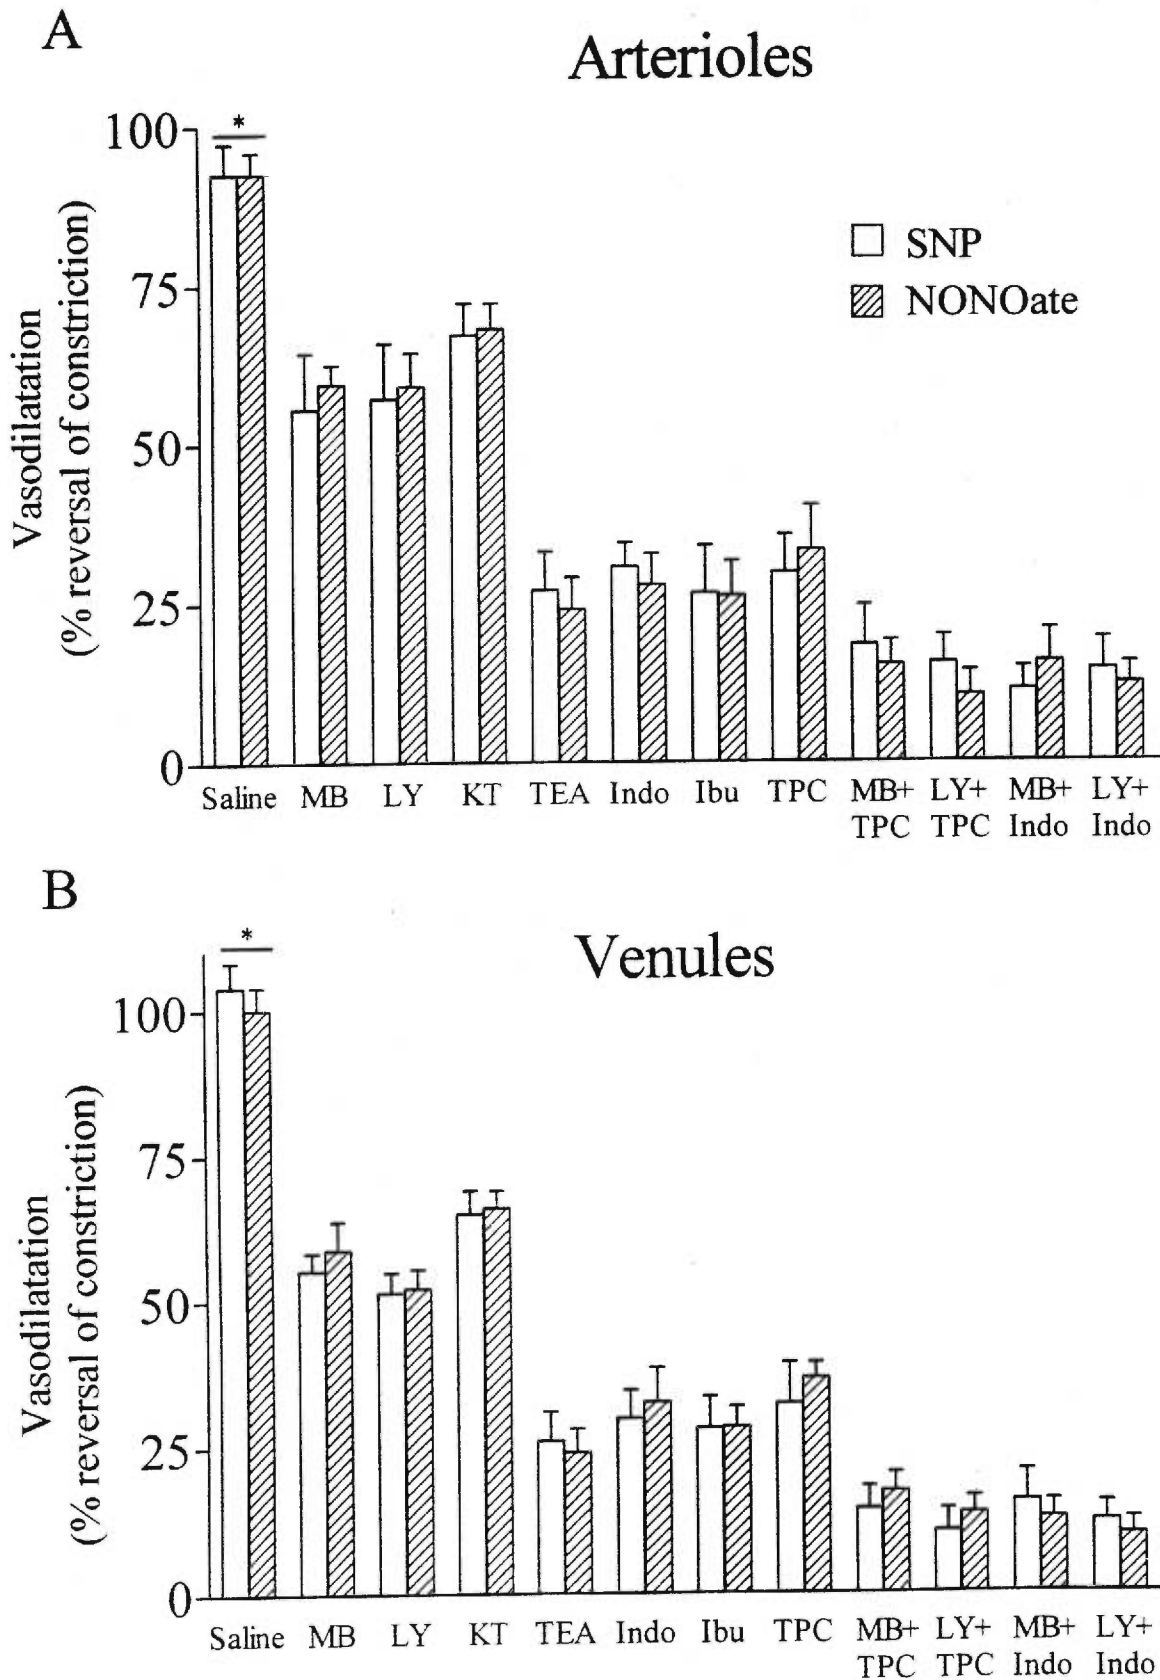 A
Arterioles
*
100
75
50
25
0
Vasodilatation
(% reversal of constriction)
SNP
NONOate
Saline MB LY KT TEA Indo Ibu TPC MB+ LY+ MB+ LY+
TPC TPC Indo Indo
B
Venules
*
100
75
50
25
0
Vasodilatation
(% reversal of constriction)
Saline MB LY KT TEA Indo Ibu TPC MB+ LY+ MB+ LY+
TPC TPC Indo Indo